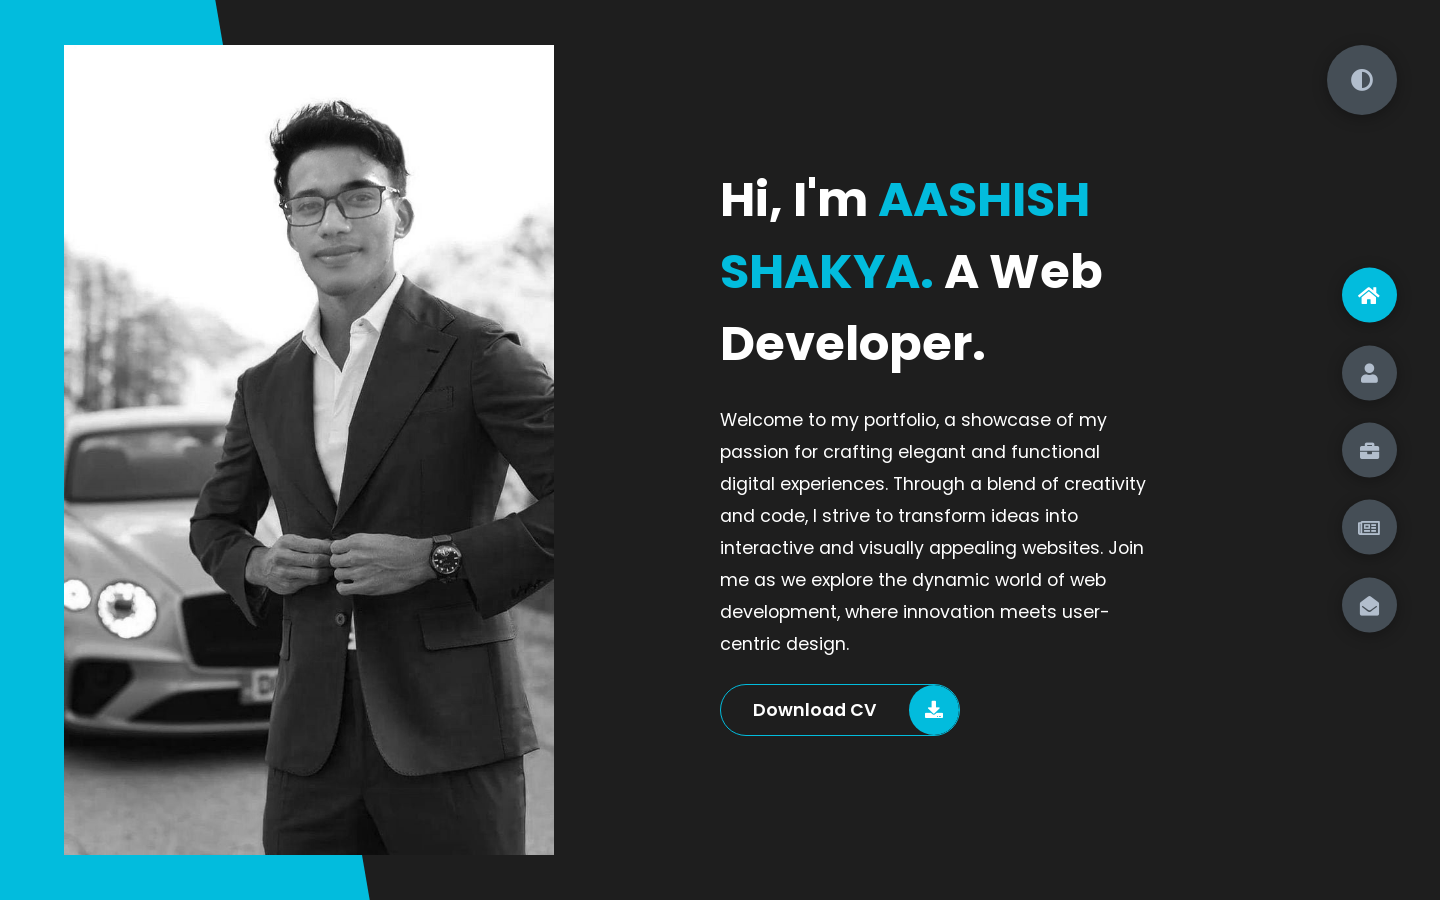 Hi, I'm AASHISH
SHAKYA. A Web
Developer.
Welcome to my portfolio, a showcase of my
passion for crafting elegant and functional
digital experiences. Through a blend of creativity
and code, I strive to transform ideas into
interactive and visually appealing websites. Join
me as we explore the dynamic world of web
development, where innovation meets user-
centric design.
Download CV